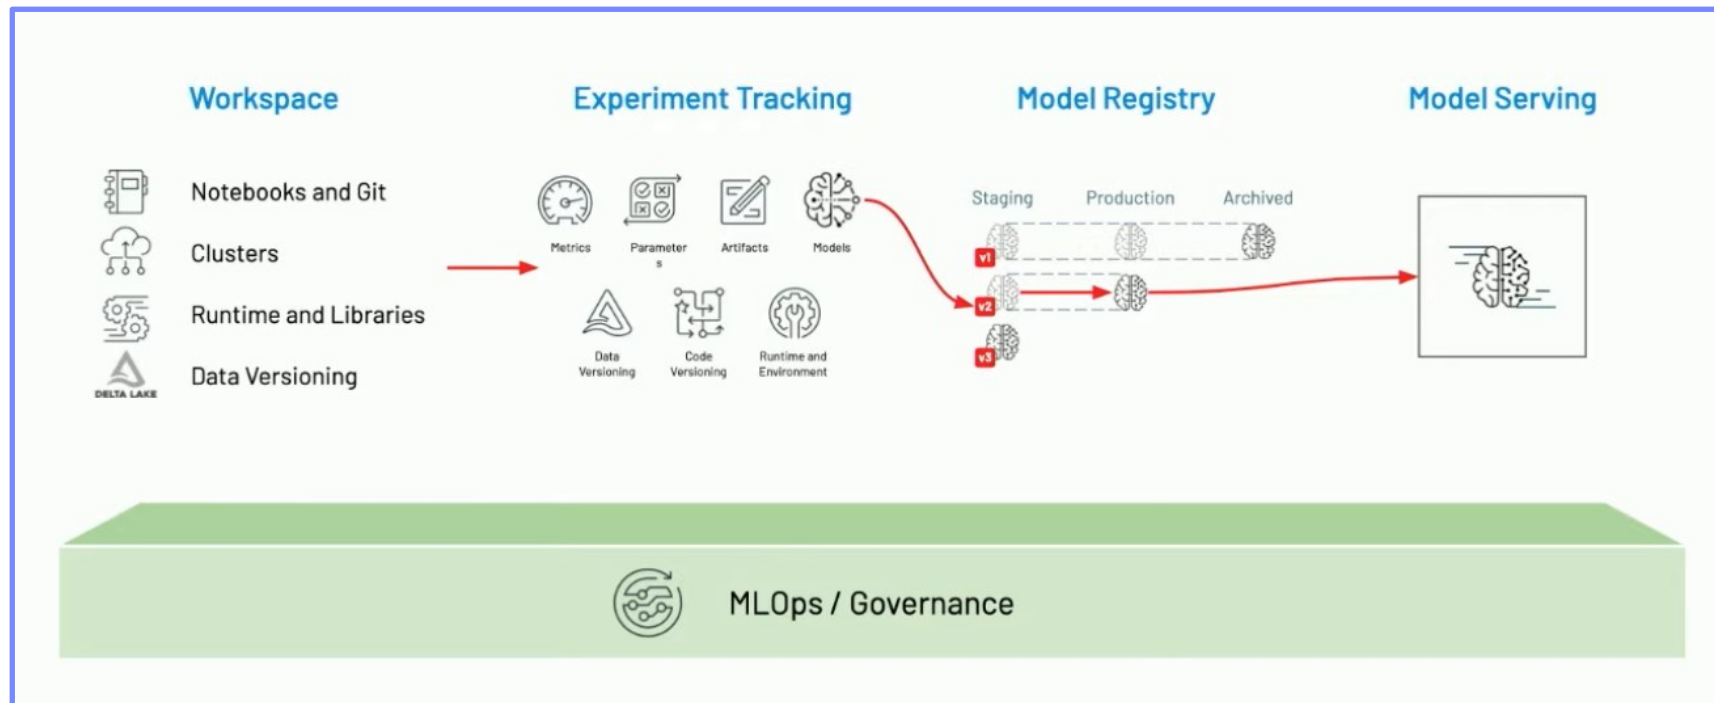 Workspace
Notebooks and Git
Clusters
Runtime and Libraries
DELTA LAKE
Data Versioning
Experiment Tracking
Metrics
Parameter
s
Artifacts
Models
Data
Versioning
Code
Versioning
Runtime and
Environment
Model Registry
Staging
Production
Archived
v1
v2
v3
Model Serving
MLOps / Governance